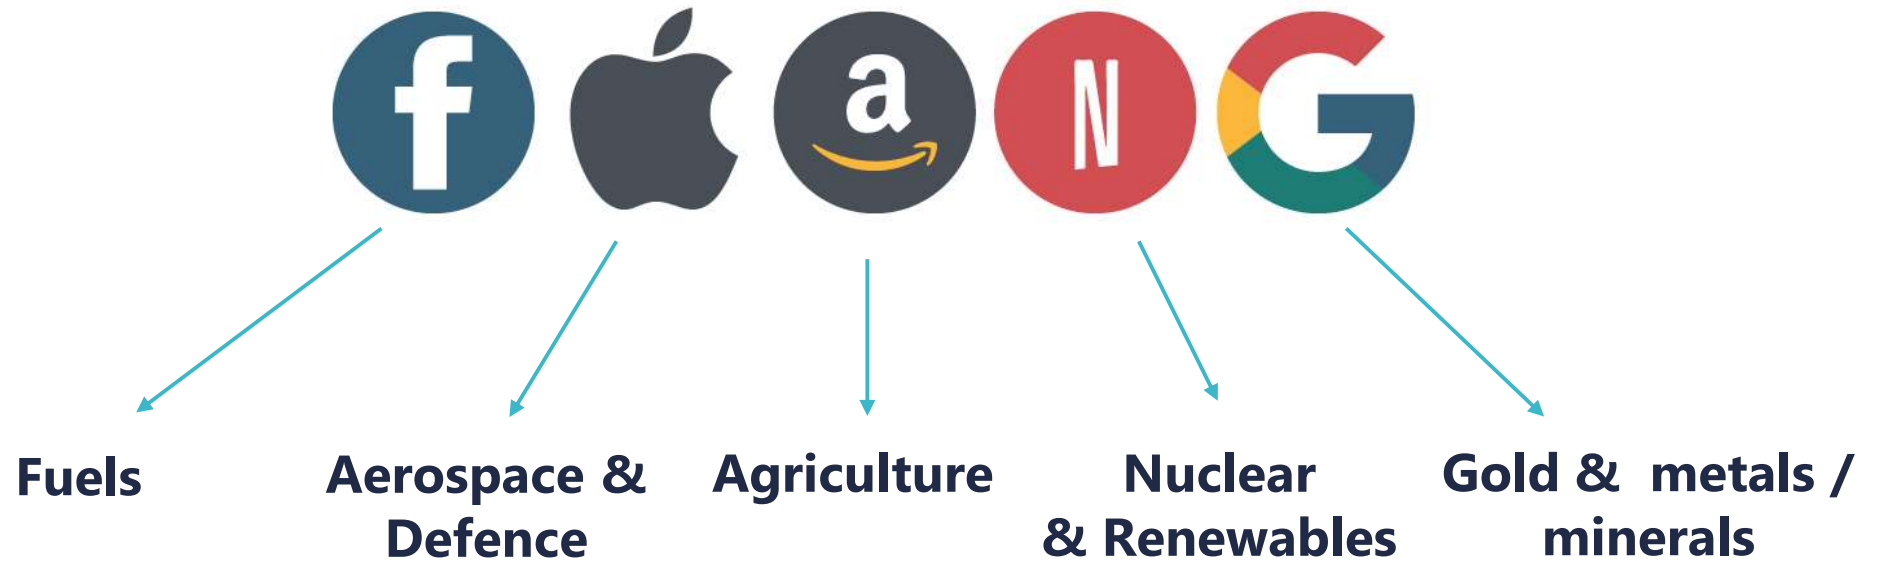 f
a
N
G
Fuels
Aerospace &
Defence
Agriculture
Nuclear
& Renewables
Gold & metals /
minerals